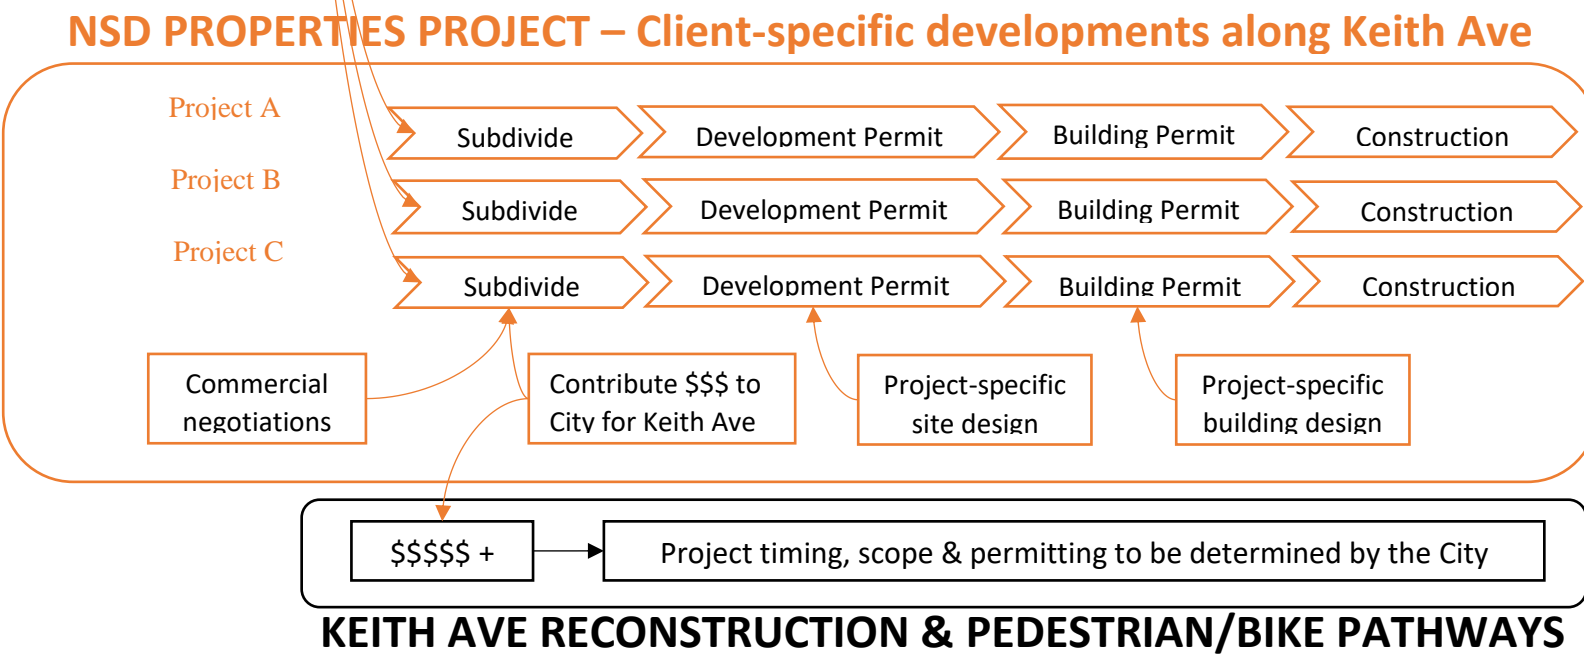 NSD PROPERTIES PROJECT – Client-specific developments along Keith Ave
Project A
Subdivide
Development Permit
Building Permit
Construction
Project B
Subdivide
Development Permit
Building Permit
Construction
Project C
Subdivide
Development Permit
Building Permit
Construction
Commercial
negotiations
Contribute $$$ to
City for Keith Ave
Project-specific
site design
Project-specific
building design
$$$$$ +
Project timing, scope & permitting to be determined by the City
KEITH AVE RECONSTRUCTION & PEDESTRIAN/BIKE PATHWAYS